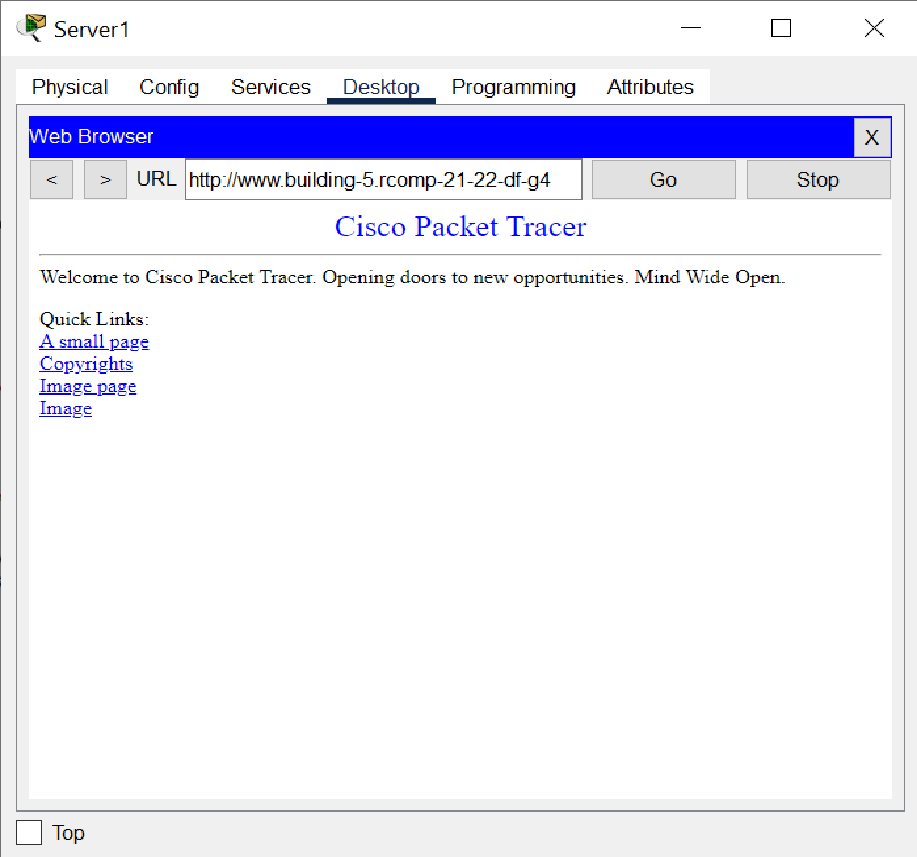 Server1
Physical Config Services Desktop Programming Attributes
Web Browser X
< > URL http://www.building-5.rcomp-21-22-df-g4 Go Stop
Cisco Packet Tracer
Welcome to Cisco Packet Tracer. Opening doors to new opportunities. Mind Wide Open.
Quick Links:
A small page
Copyrights
Image page
Image
Top